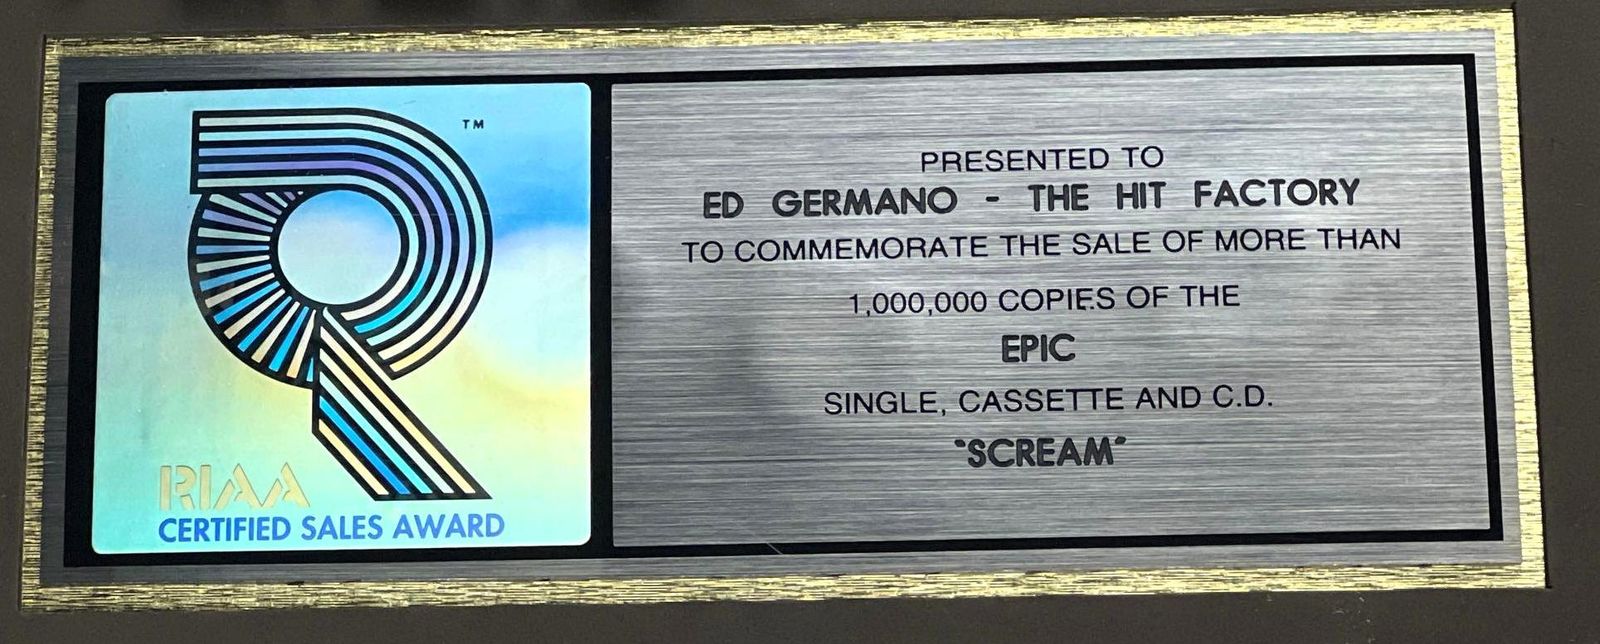 TM
RIAA
CERTIFIED SALES AWARD
PRESENTED TO
ED GERMANO - THE HIT FACTORY
TO COMMEMORATE THE SALE OF MORE THAN
1,000,000 COPIES OF THE
EPIC
SINGLE, CASSETTE AND C.D.
"SCREAM"